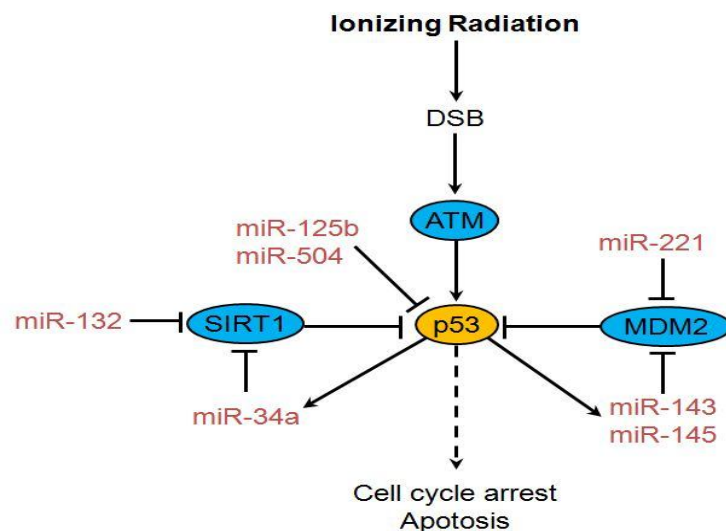 Ionizing Radiation
DSB
ATM
miR-125b
miR-504
miR-221
miR-132
SIRT1
p53
MDM2
miR-34a
miR-143
miR-145
Cell cycle arrest
Apotosis